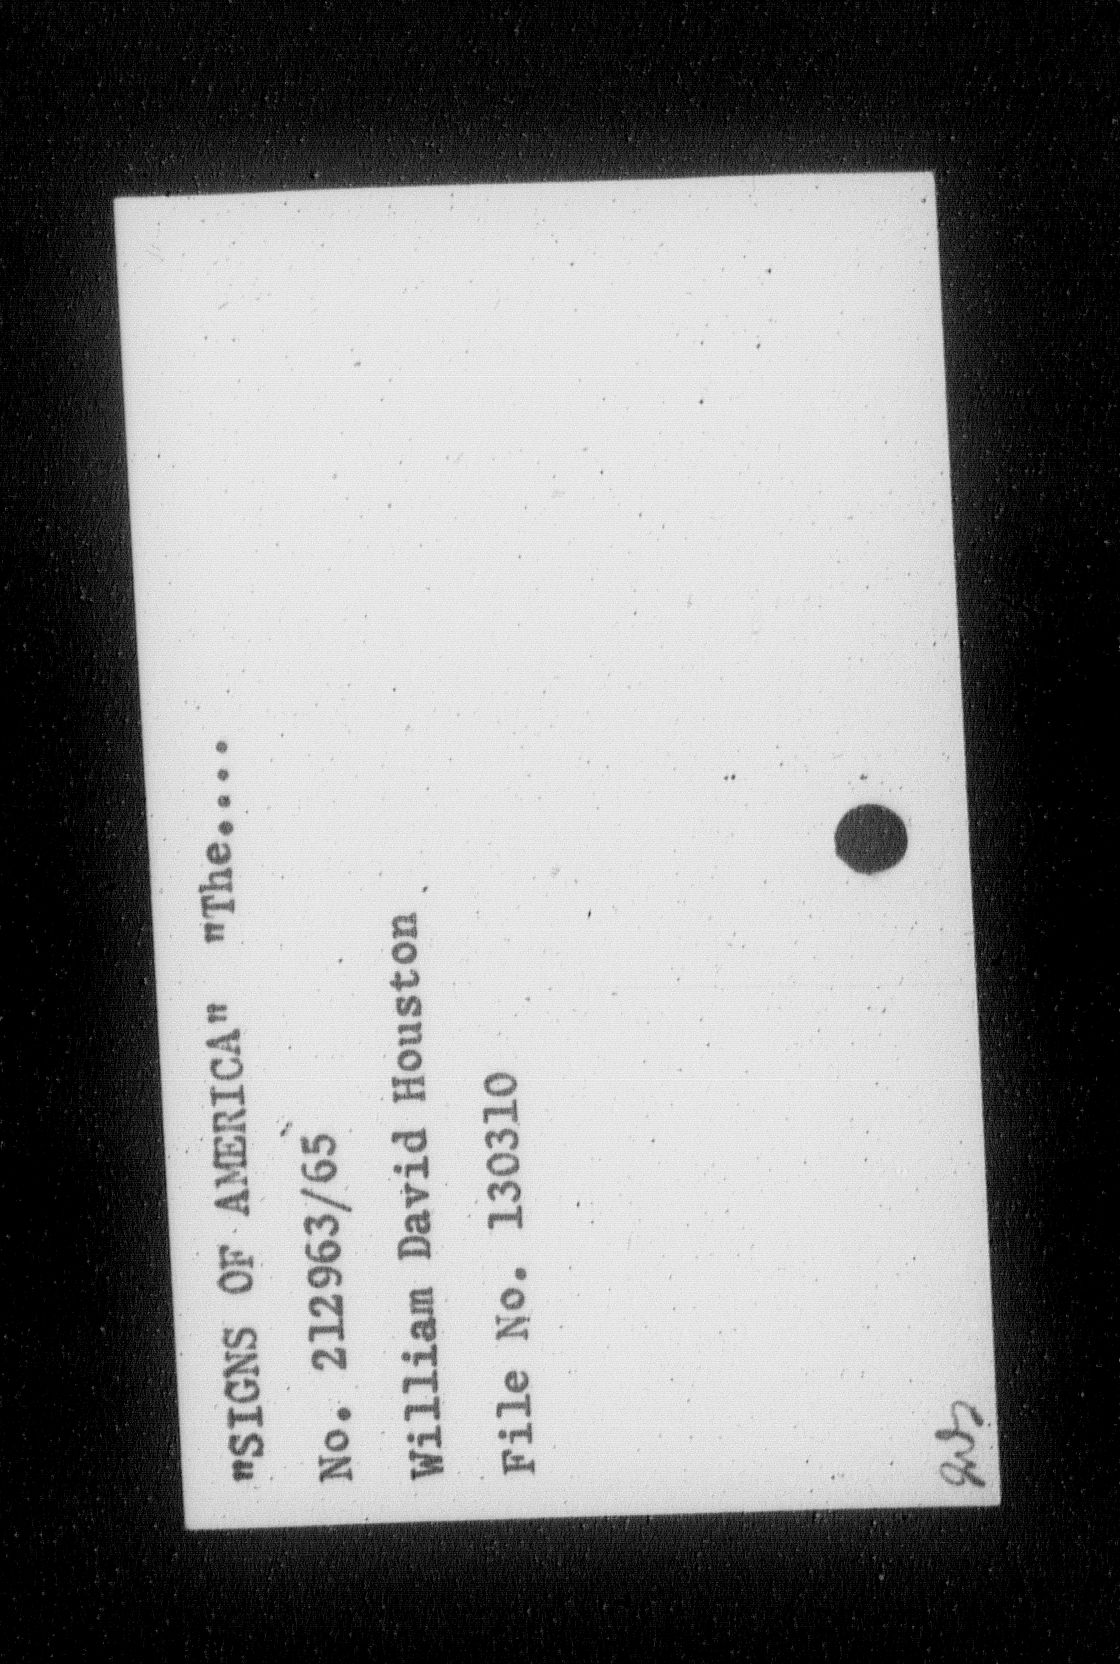 "SIGNS OF AMERICA" "The....
No. 212963/65
William David Houston
File No. 130310